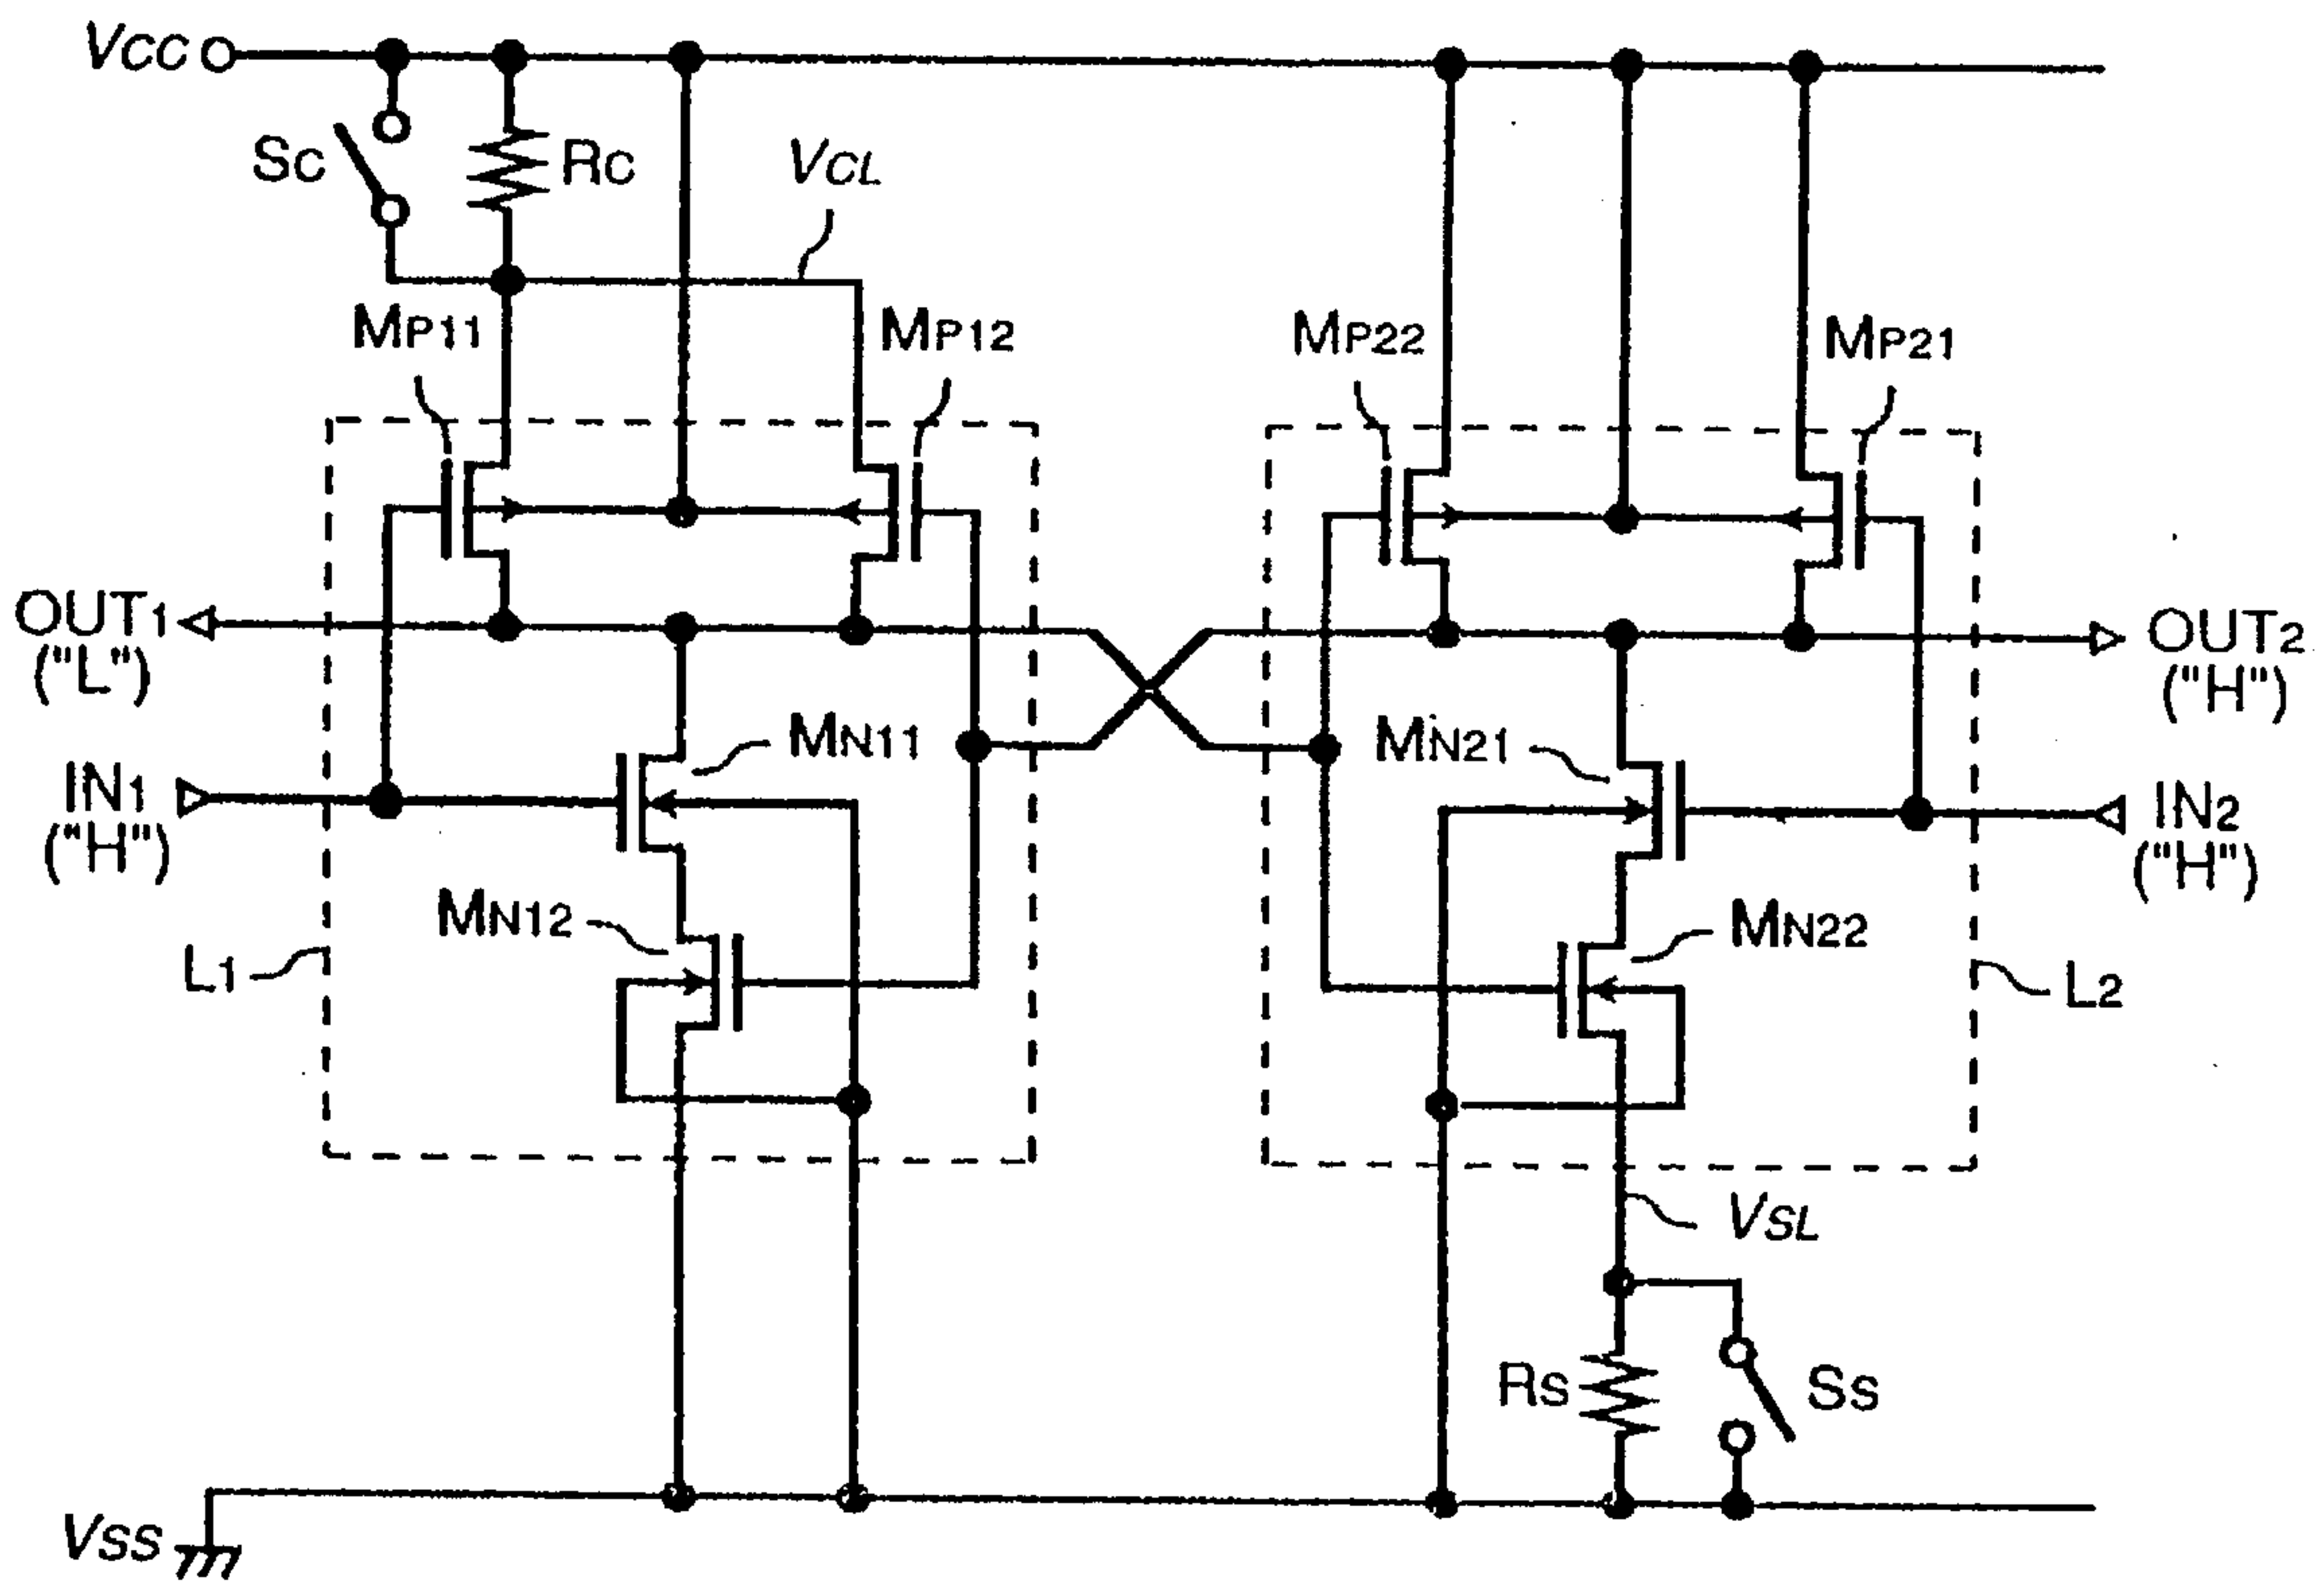 VCC
SC
RC
VCL
MP11
MP12
MP22
MP21
OUT1
("L")
OUT2
("H")
MN11
MN21
IN1
("H")
IN2
("H")
MN12
MN22
L1
L2
VSL
RS
SS
VSS